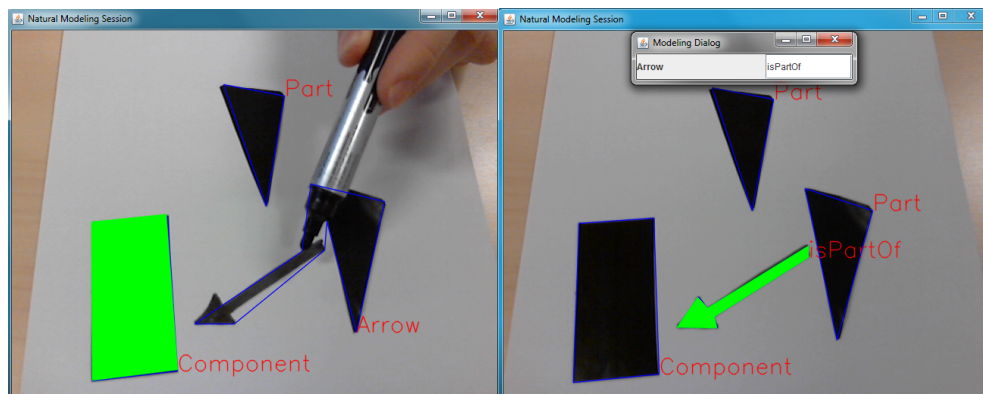 Natural Modeling Session
Part
Arrow
Component
Natural Modeling Session
Modeling Dialog
Arrow isPartOf
Part
Part
isPartOf
Component